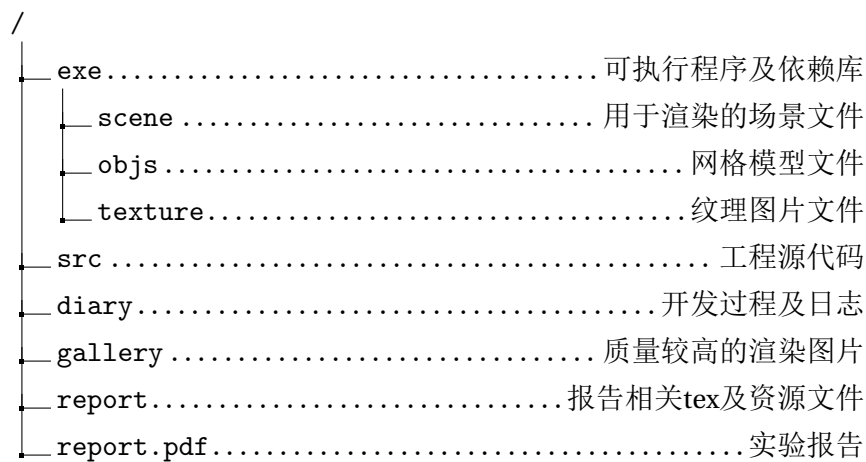 /
exe......................................可执行程序及依赖库
scene ................................ 用于渲染的场景文件
objs........................................网格模型文件
texture.....................................纹理图片文件
src .............................................. 工程源代码
diary........................................开发过程及日志
gallery ................................. 质量较高的渲染图片
report................................报告相关tex及资源文件
report.pdf.........................................实验报告